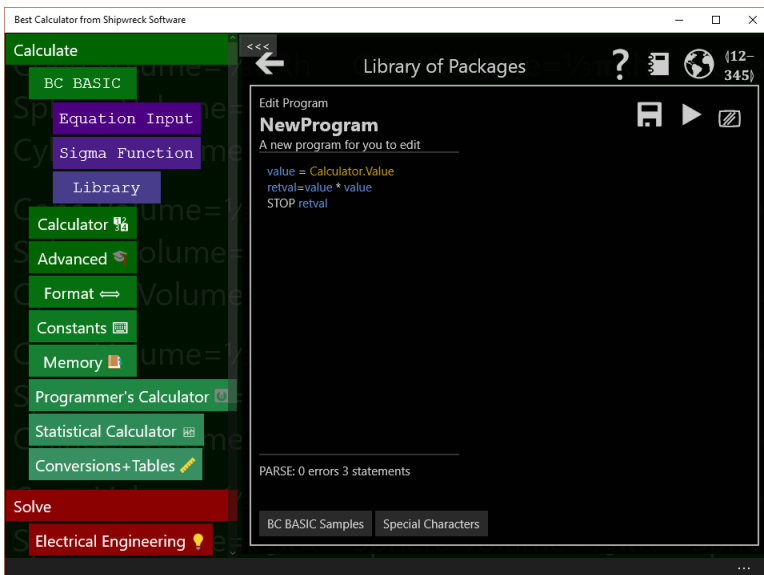 Best Calculator from Shipwreck Software
Calculate
BC BASIC
Equation Input
Sigma Function
Library
Calculator
Advanced
Format ⟺
Constants
Memory
Programmer's Calculator
Statistical Calculator
Conversions+Tables
Solve
Electrical Engineering
<<<
Library of Packages
?
(12-
345)
Edit Program
NewProgram
A new program for you to edit
value = Calculator.Value
retval=value * value
STOP retval
PARSE: 0 errors 3 statements
BC BASIC Samples
Special Characters
...